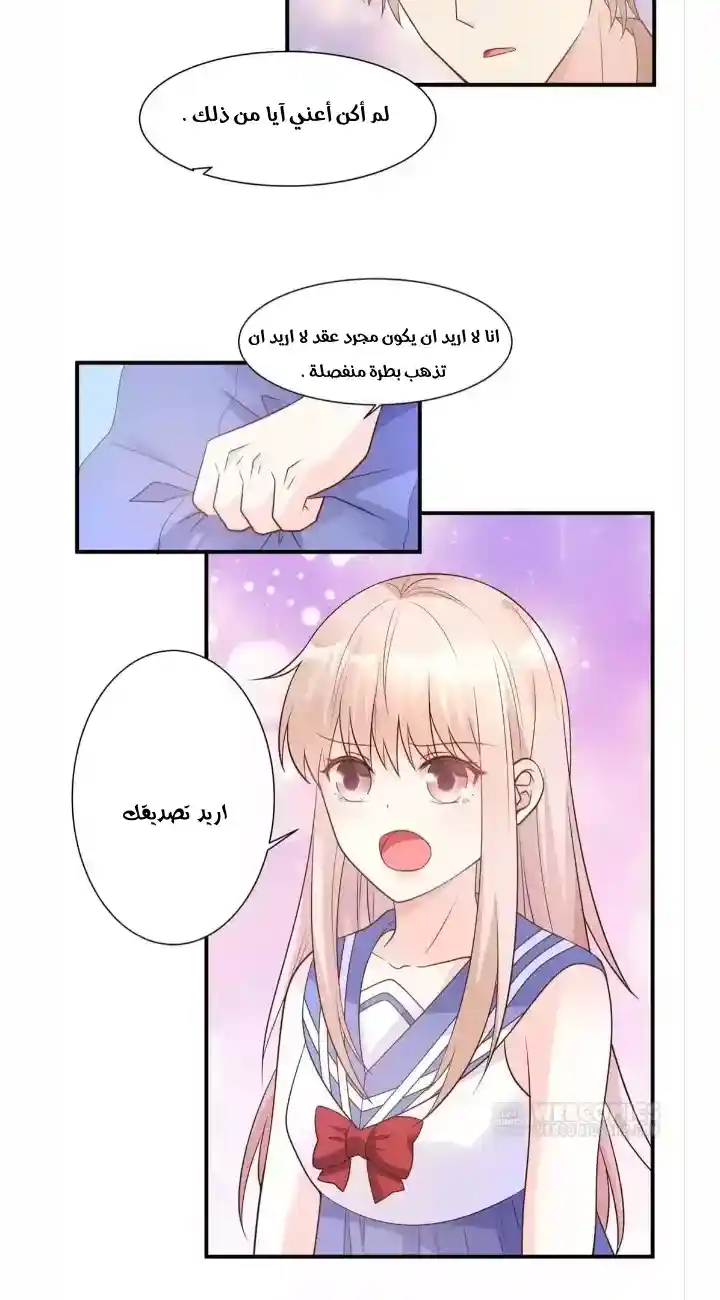 لم أكن أعني آيا من ذلك .
انا لا اريد ان يكون مجرد عقد لا اريد ان
تذهب بطرة منفصلة .
اريد تصديقك